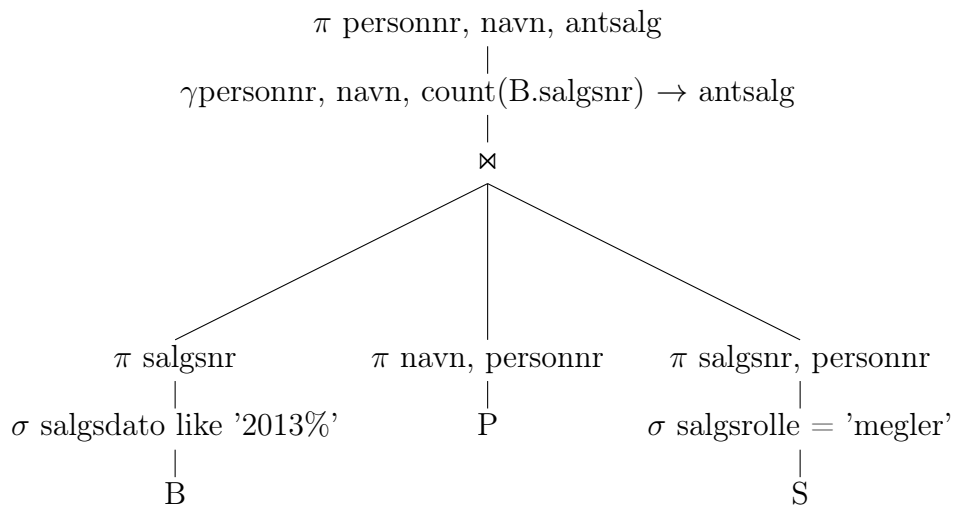 π personnr, navn, antsalg
γpersonnr, navn, count(B.salgsnr) → antsalg
⋈
π salgsnr
π navn, personnr
π salgsnr, personnr
σ salgsdato like '2013%'
P
σ salgsrolle = 'megler'
B
S